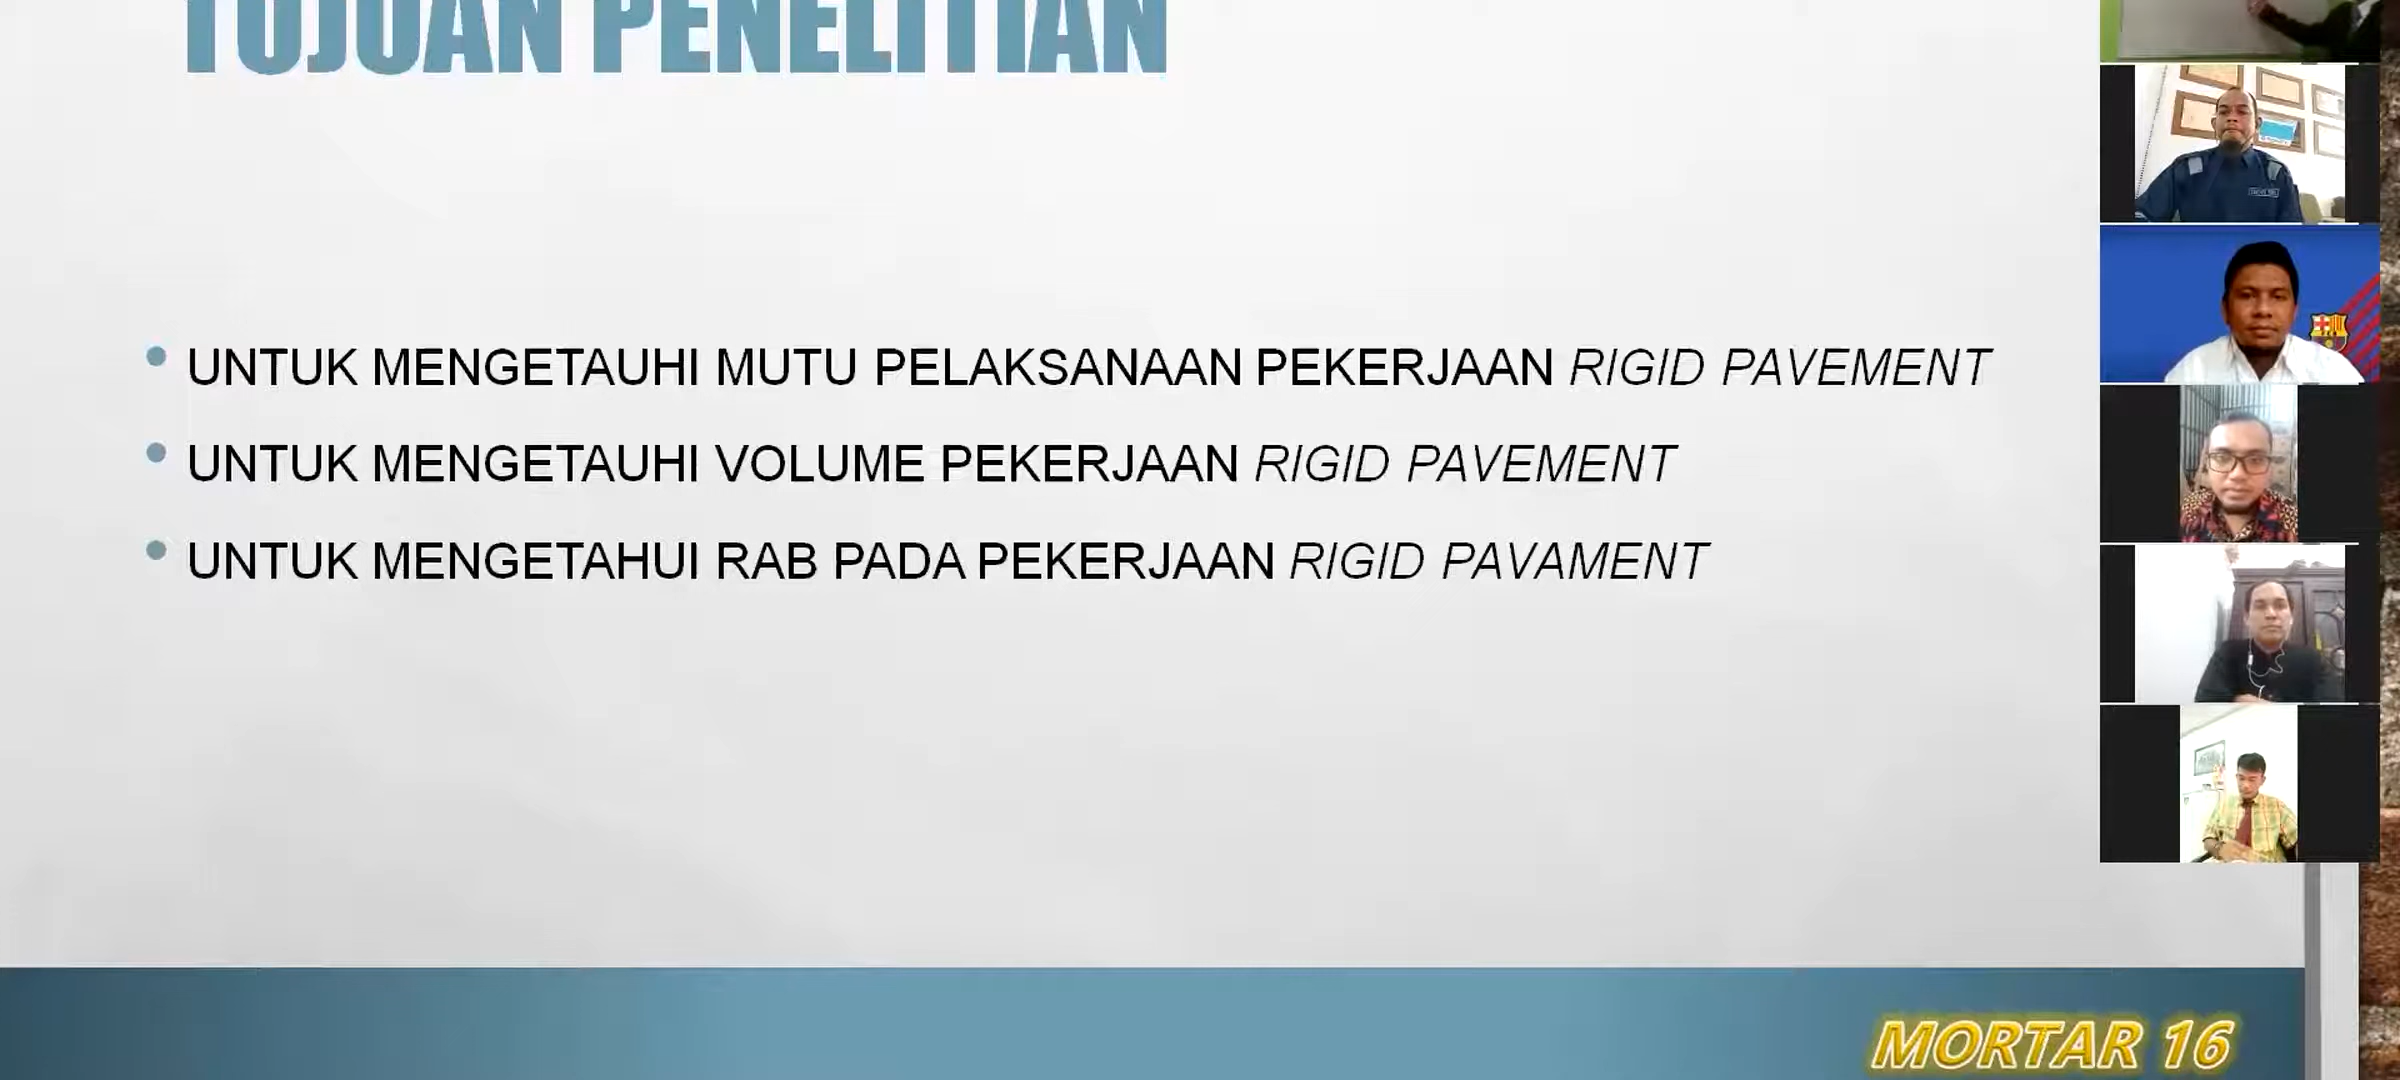 TUJUAN PENELITIAN
UNTUK MENGETAUHI MUTU PELAKSANAAN PEKERJAAN RIGID PAVEMENT
UNTUK MENGETAUHI VOLUME PEKERJAAN RIGID PAVEMENT
UNTUK MENGETAHUI RAB PADA PEKERJAAN RIGID PAVAMENT
MORTAR 16